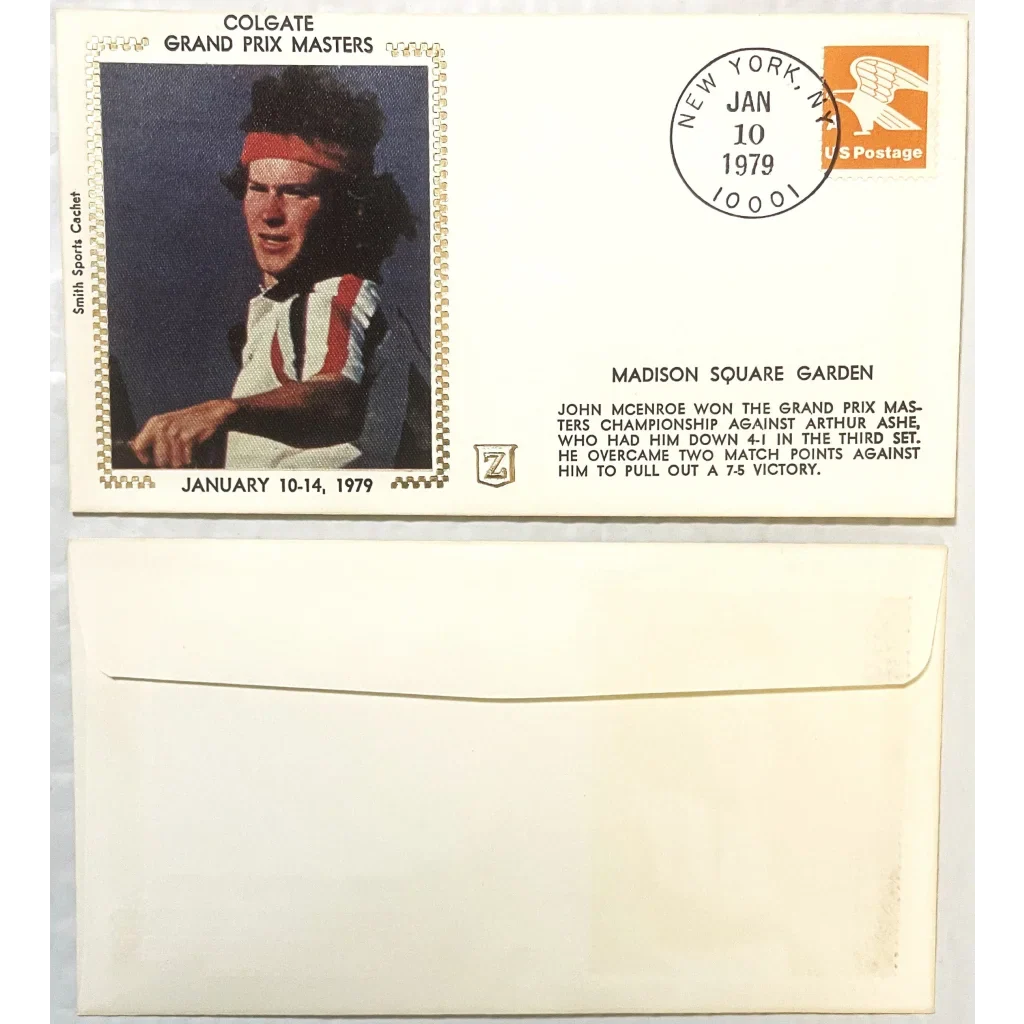 COLGATE
GRAND PRIX MASTERS
Smith Sports Cachet
JANUARY 10-14, 1979
Z
NEW YORK, NY
JAN
10
1979
10001
US Postage
MADISON SQUARE GARDEN
JOHN MCENROE WON THE GRAND PRIX MAS-
TERS CHAMPIONSHIP AGAINST ARTHUR ASHE,
WHO HAD HIM DOWN 4-1 IN THE THIRD SET.
HE OVERCAME TWO MATCH POINTS AGAINST
HIM TO PULL OUT A 7-5 VICTORY.